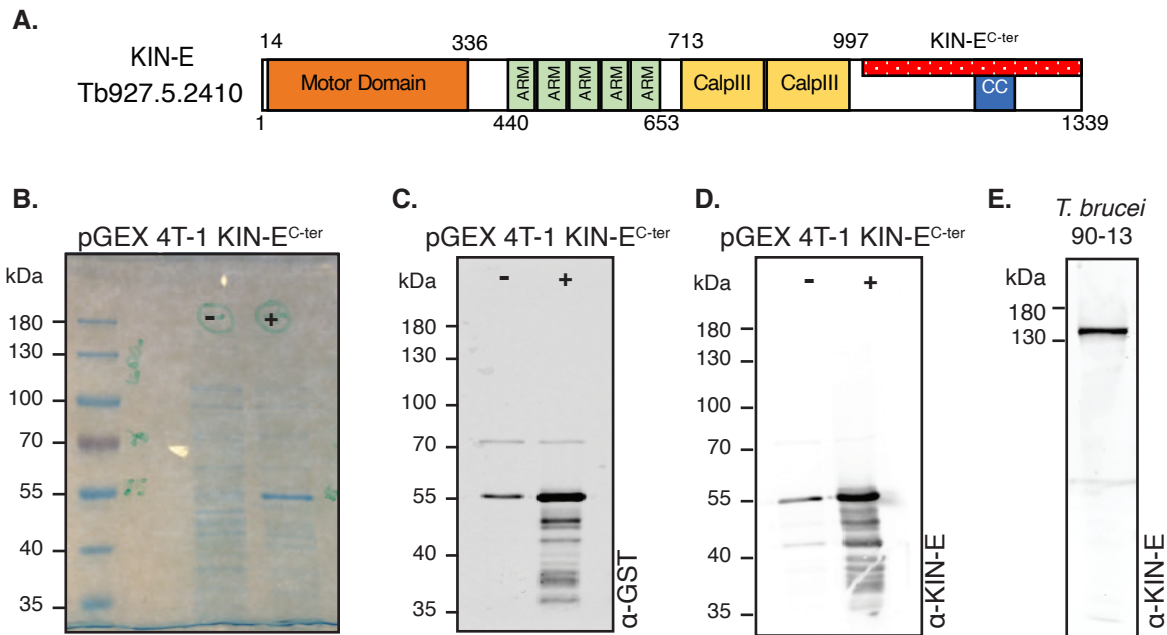 A.
KIN-E
Tb927.5.2410
14 336 713 997 KIN-E^C-ter
Motor Domain ARM ARM ARM ARM ARM CalpIII CalpIII CC
1 440 653 1339
B.
pGEX 4T-1 KIN-E^C-ter
kDa
- +
180
130
100
70
55
40
35
C.
pGEX 4T-1 KIN-E^C-ter
kDa
- +
180
130
100
70
55
40
35
α-GST
D.
pGEX 4T-1 KIN-E^C-ter
kDa
- +
180
130
100
70
55
40
35
α-KIN-E
E.
T. brucei
90-13
kDa
180
130
α-KIN-E